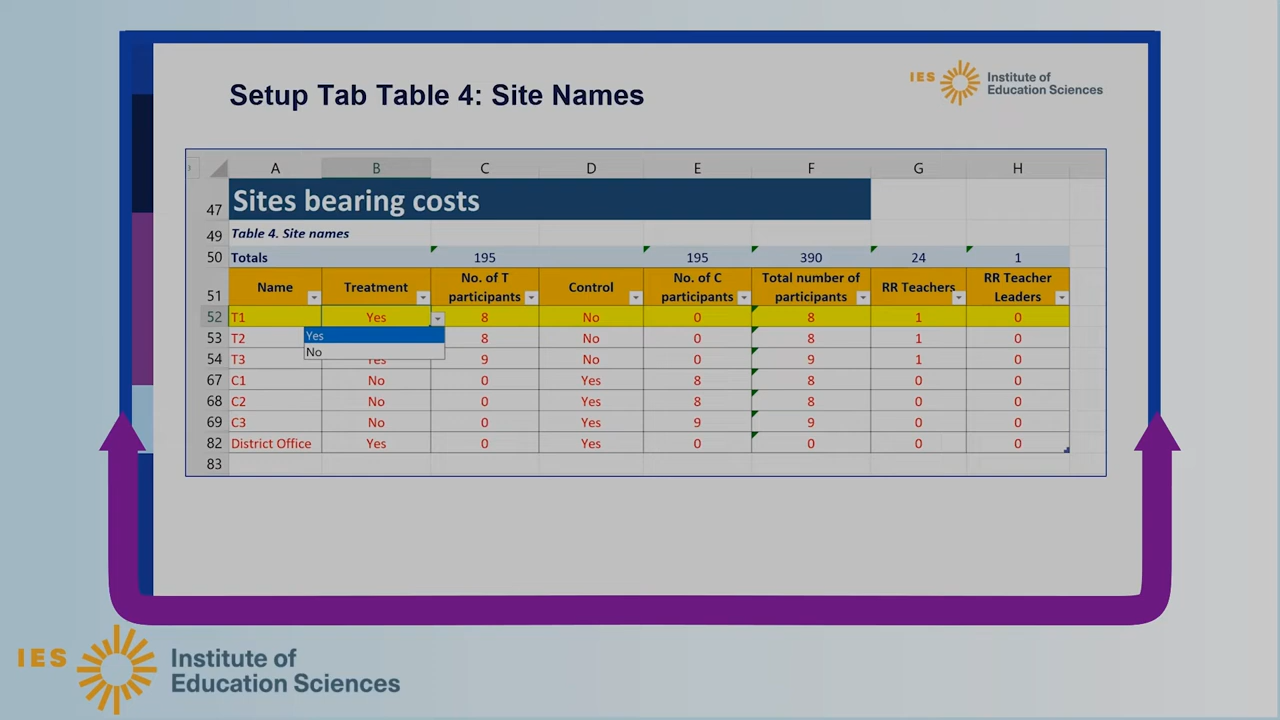 Setup Tab Table 4: Site Names
IES Institute of
Education Sciences
A B C D E F G H
47 Sites bearing costs
49 Table 4. Site names
50 Totals 195 195 390 24 1
51 Name Treatment No. of T participants Control No. of C participants Total number of participants RR Teachers RR Teacher Leaders
52 T1 Yes 8 No 0 8 1 0
Yes
53 T2 8 No 0 8 1 0
No
54 T3 Yes 9 No 0 9 1 0
67 C1 No 0 Yes 8 8 0 0
68 C2 No 0 Yes 8 8 0 0
69 C3 No 0 Yes 9 9 0 0
82 District Office Yes 0 Yes 0 0 0 0
83
IES Institute of
Education Sciences